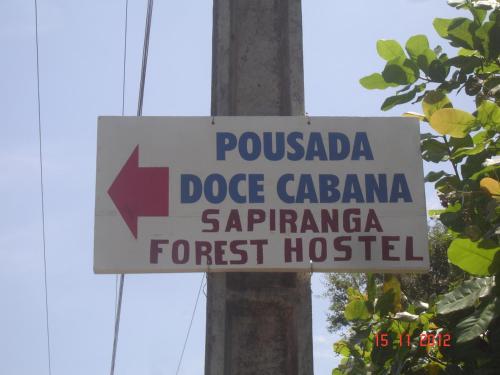 POUSADA
DOCE CABANA
SAPIRANGA
FOREST HOSTEL
15 11 2012